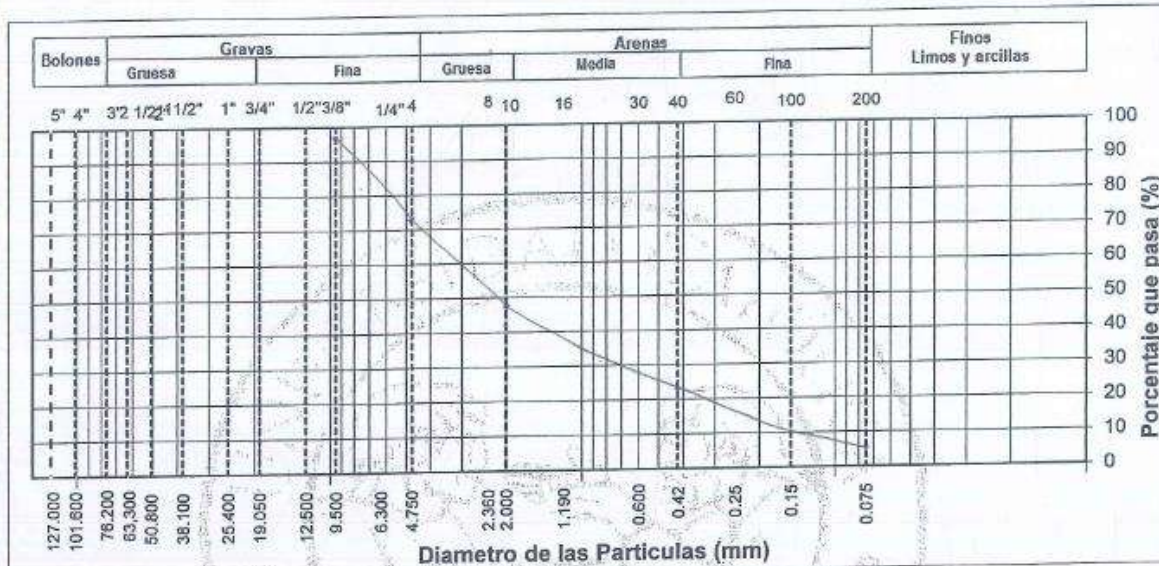 Bolones Gravas Arenas Finos
Limos y arcillas
Gruesa Fina Gruesa Media Fina
5" 4" 3" 2 1/2" 2" 1 1/2" 1" 3/4" 1/2" 3/8" 1/4" 4 8 10 16 30 40 60 100 200
100
90
80
70
60
50
40
30
20
10
0
Porcentaje que pasa (%)
127.000 101.600 76.200 63.300 50.800 38.100 25.400 19.050 12.500 9.500 6.300 4.750 2.360 2.000 1.190 0.600 0.42 0.25 0.15 0.075
Diametro de las Particulas (mm)